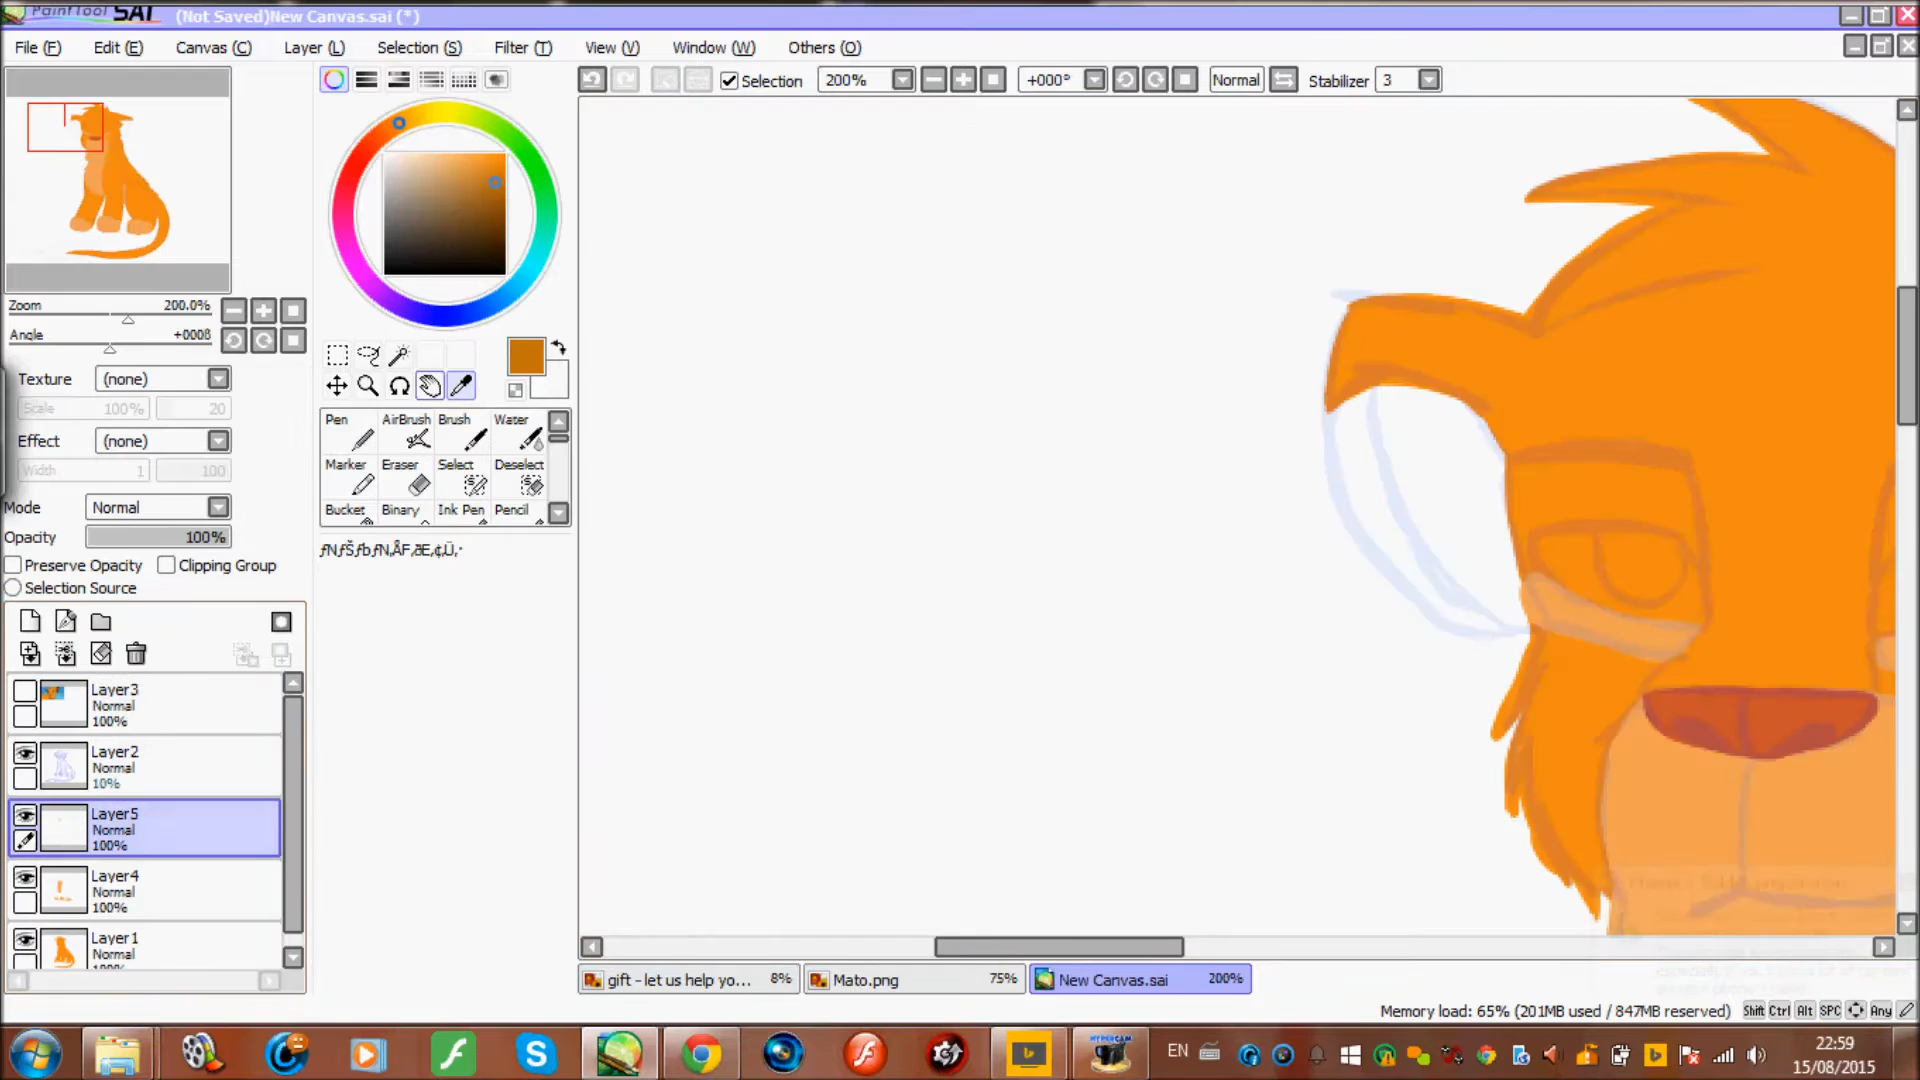 PaintTool SAI (Not Saved)New Canvas.sai (*)
File (F) Edit (E) Canvas (C) Layer (L) Selection (S) Filter (T) View (V) Window (W) Others (O)
Selection 200% +000° Normal Stabilizer 3
Zoom 200.0%
Angle +000ß
Texture (none)
Scale 100% 20
Effect (none)
Width 1 100
Mode Normal
Opacity 100%
Preserve Opacity Clipping Group
Selection Source
Pen AirBrush Brush Water
Marker Eraser Select Deselect
Bucket Binary Ink Pen Pencil
Layer3
Normal
100%
Layer2
Normal
10%
Layer5
Normal
100%
Layer4
Normal
100%
Layer1
Normal
100%
gift - let us help yo... 8% Mato.png 75% New Canvas.sai 200%
Memory load: 65% (201MB used / 847MB reserved) Shift Ctrl Alt SPC Any
HYPERCAM
EN
22:59
15/08/2015